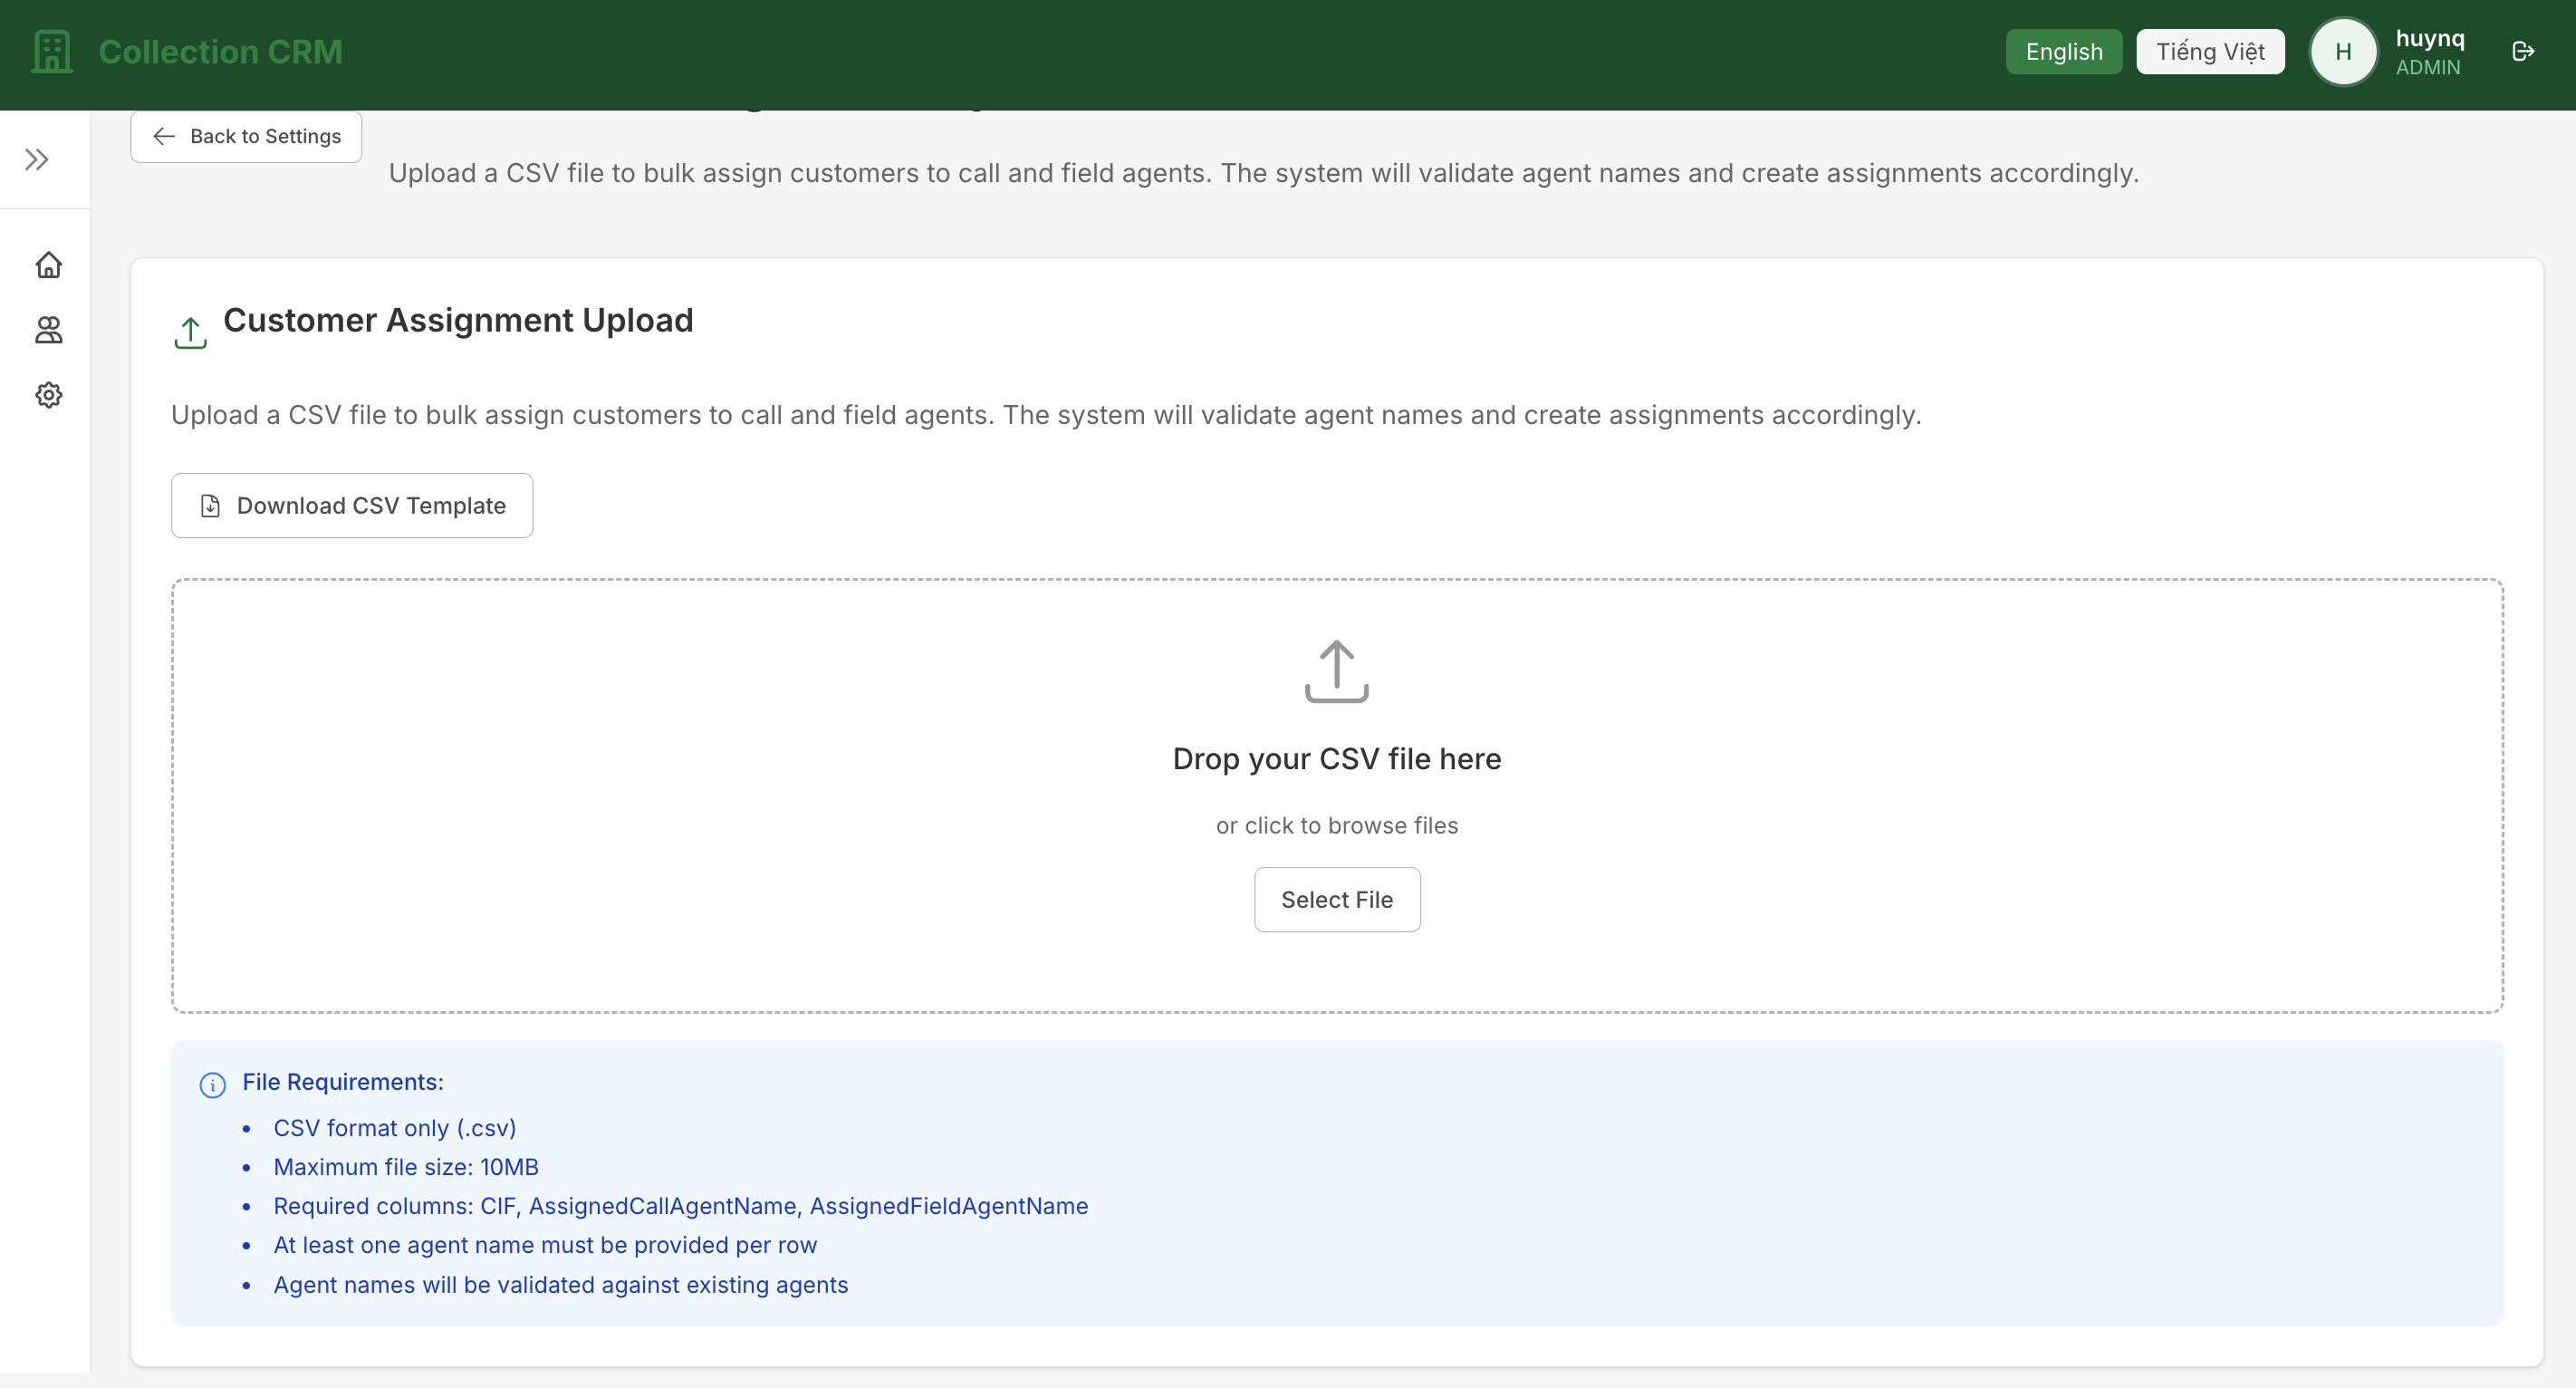 Collection CRM
English
Tiếng Việt
H
huynq
ADMIN
Back to Settings
Upload a CSV file to bulk assign customers to call and field agents. The system will validate agent names and create assignments accordingly.
Customer Assignment Upload
Upload a CSV file to bulk assign customers to call and field agents. The system will validate agent names and create assignments accordingly.
Download CSV Template
Drop your CSV file here
or click to browse files
Select File
File Requirements:
• CSV format only (.csv)
• Maximum file size: 10MB
• Required columns: CIF, AssignedCallAgentName, AssignedFieldAgentName
• At least one agent name must be provided per row
• Agent names will be validated against existing agents